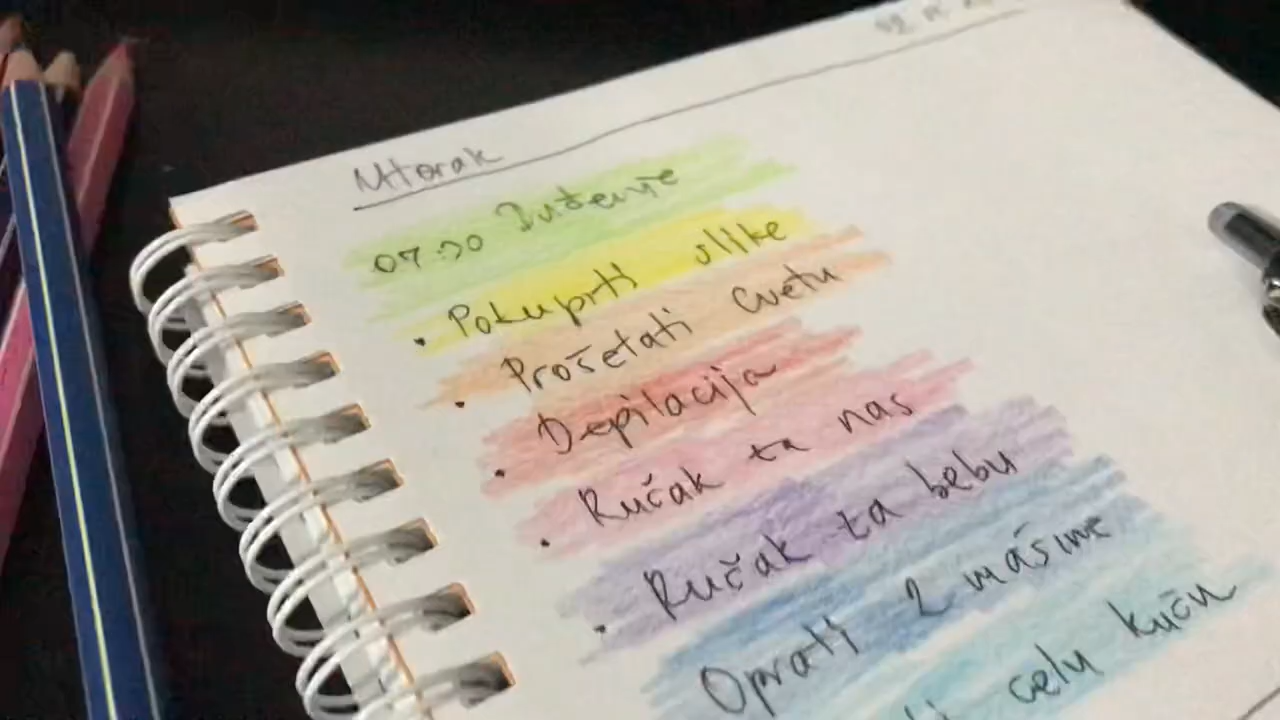 Utorak
07:30 Buđenje
• Pokupiti slike
• Prošetati Cvetu
• Depilacija
• Ručak za nas
• Ručak za bebu
Oprati 2 mašine
celu kuću